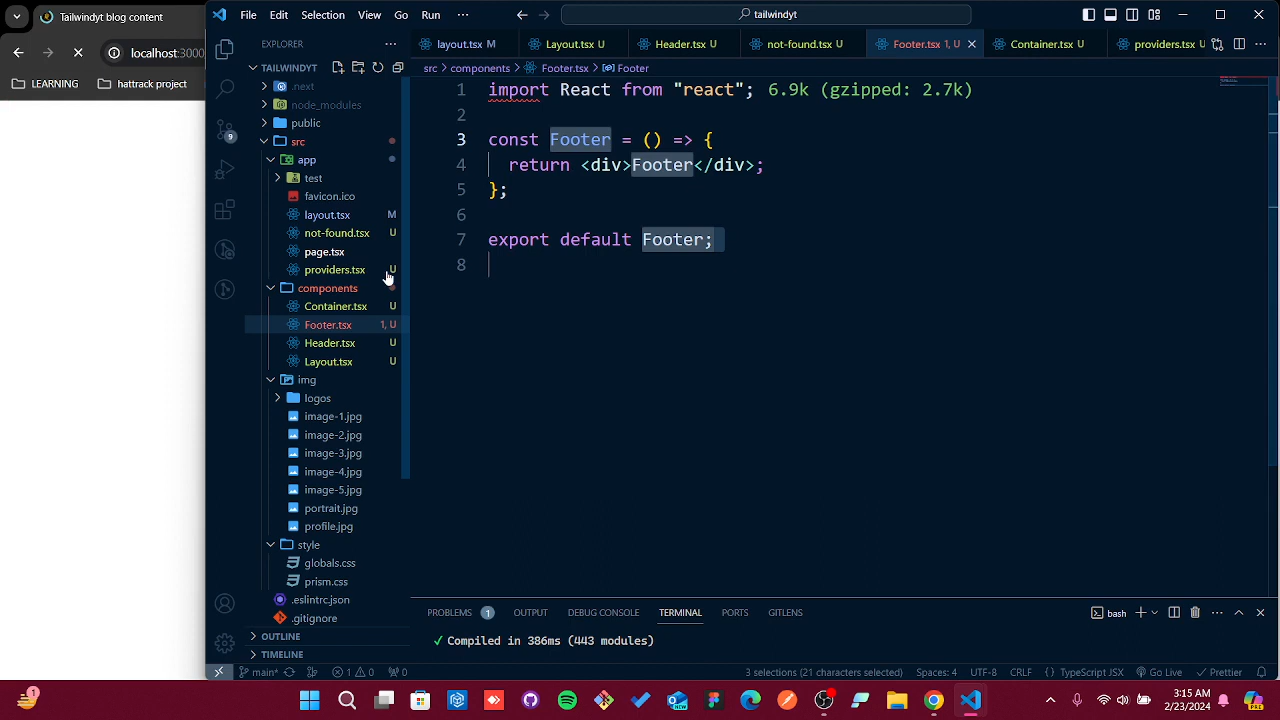 Tailwindyt blog content
localhost:3000
LEARNING
hattrack project
File Edit Selection View Go Run ···
tailwindyt
EXPLORER ···
layout.tsx M
Layout.tsx U
Header.tsx U
not-found.tsx U
Footer.tsx 1, U
Container.tsx U
providers.tsx U
TAILWINDYT
src > components > Footer.tsx > Footer
.next
node_modules
public
src
app
test
favicon.ico
layout.tsx M
not-found.tsx U
page.tsx
providers.tsx U
components
Container.tsx U
Footer.tsx 1, U
Header.tsx U
Layout.tsx U
img
logos
image-1.jpg
image-2.jpg
image-3.jpg
image-4.jpg
image-5.jpg
portrait.jpg
profile.jpg
style
globals.css
prism.css
.eslintrc.json
.gitignore
OUTLINE
TIMELINE
9
1 import React from "react"; 6.9k (gzipped: 2.7k)
2
3 const Footer = () => {
4 return <div>Footer</div>;
5 };
6
7 export default Footer;
8
PROBLEMS 1 OUTPUT DEBUG CONSOLE TERMINAL PORTS GITLENS
bash
✓ Compiled in 386ms (443 modules)
main* 1 0 0 3 selections (21 characters selected) Spaces: 4 UTF-8 CRLF {} TypeScript JSX Go Live Prettier
1
NEW
3:15 AM
2/23/2024
PRE